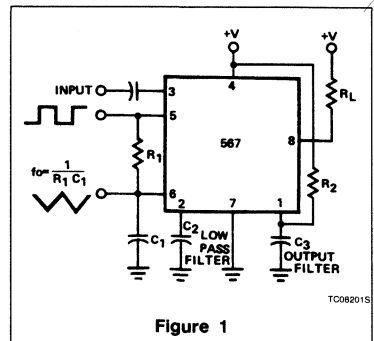 +V
+V
INPUT
3
4
5
R1
567
8
RL
fo= 1
R1 C1
6
R2
2
7
1
C1
C2
LOW
PASS
FILTER
C3
OUTPUT
FILTER
TC08201S
Figure 1